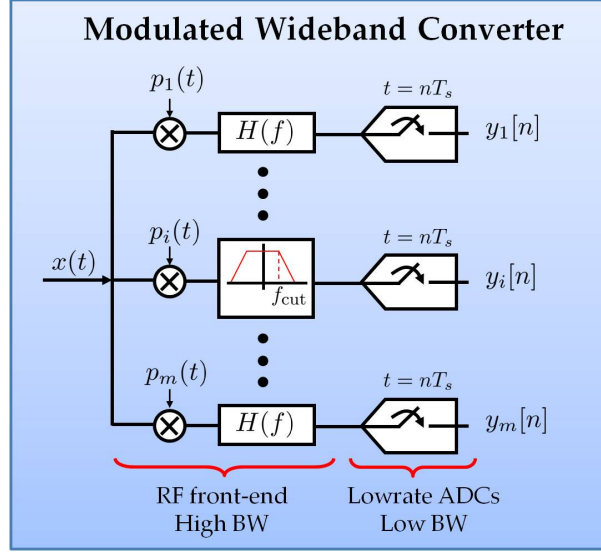 Modulated Wideband Converter
p₁(t)
t = nTₛ
H(f)
y₁[n]
pᵢ(t)
t = nTₛ
x(t)
f_cut
yᵢ[n]
pₘ(t)
t = nTₛ
H(f)
yₘ[n]
RF front-end
High BW
Lowrate ADCs
Low BW